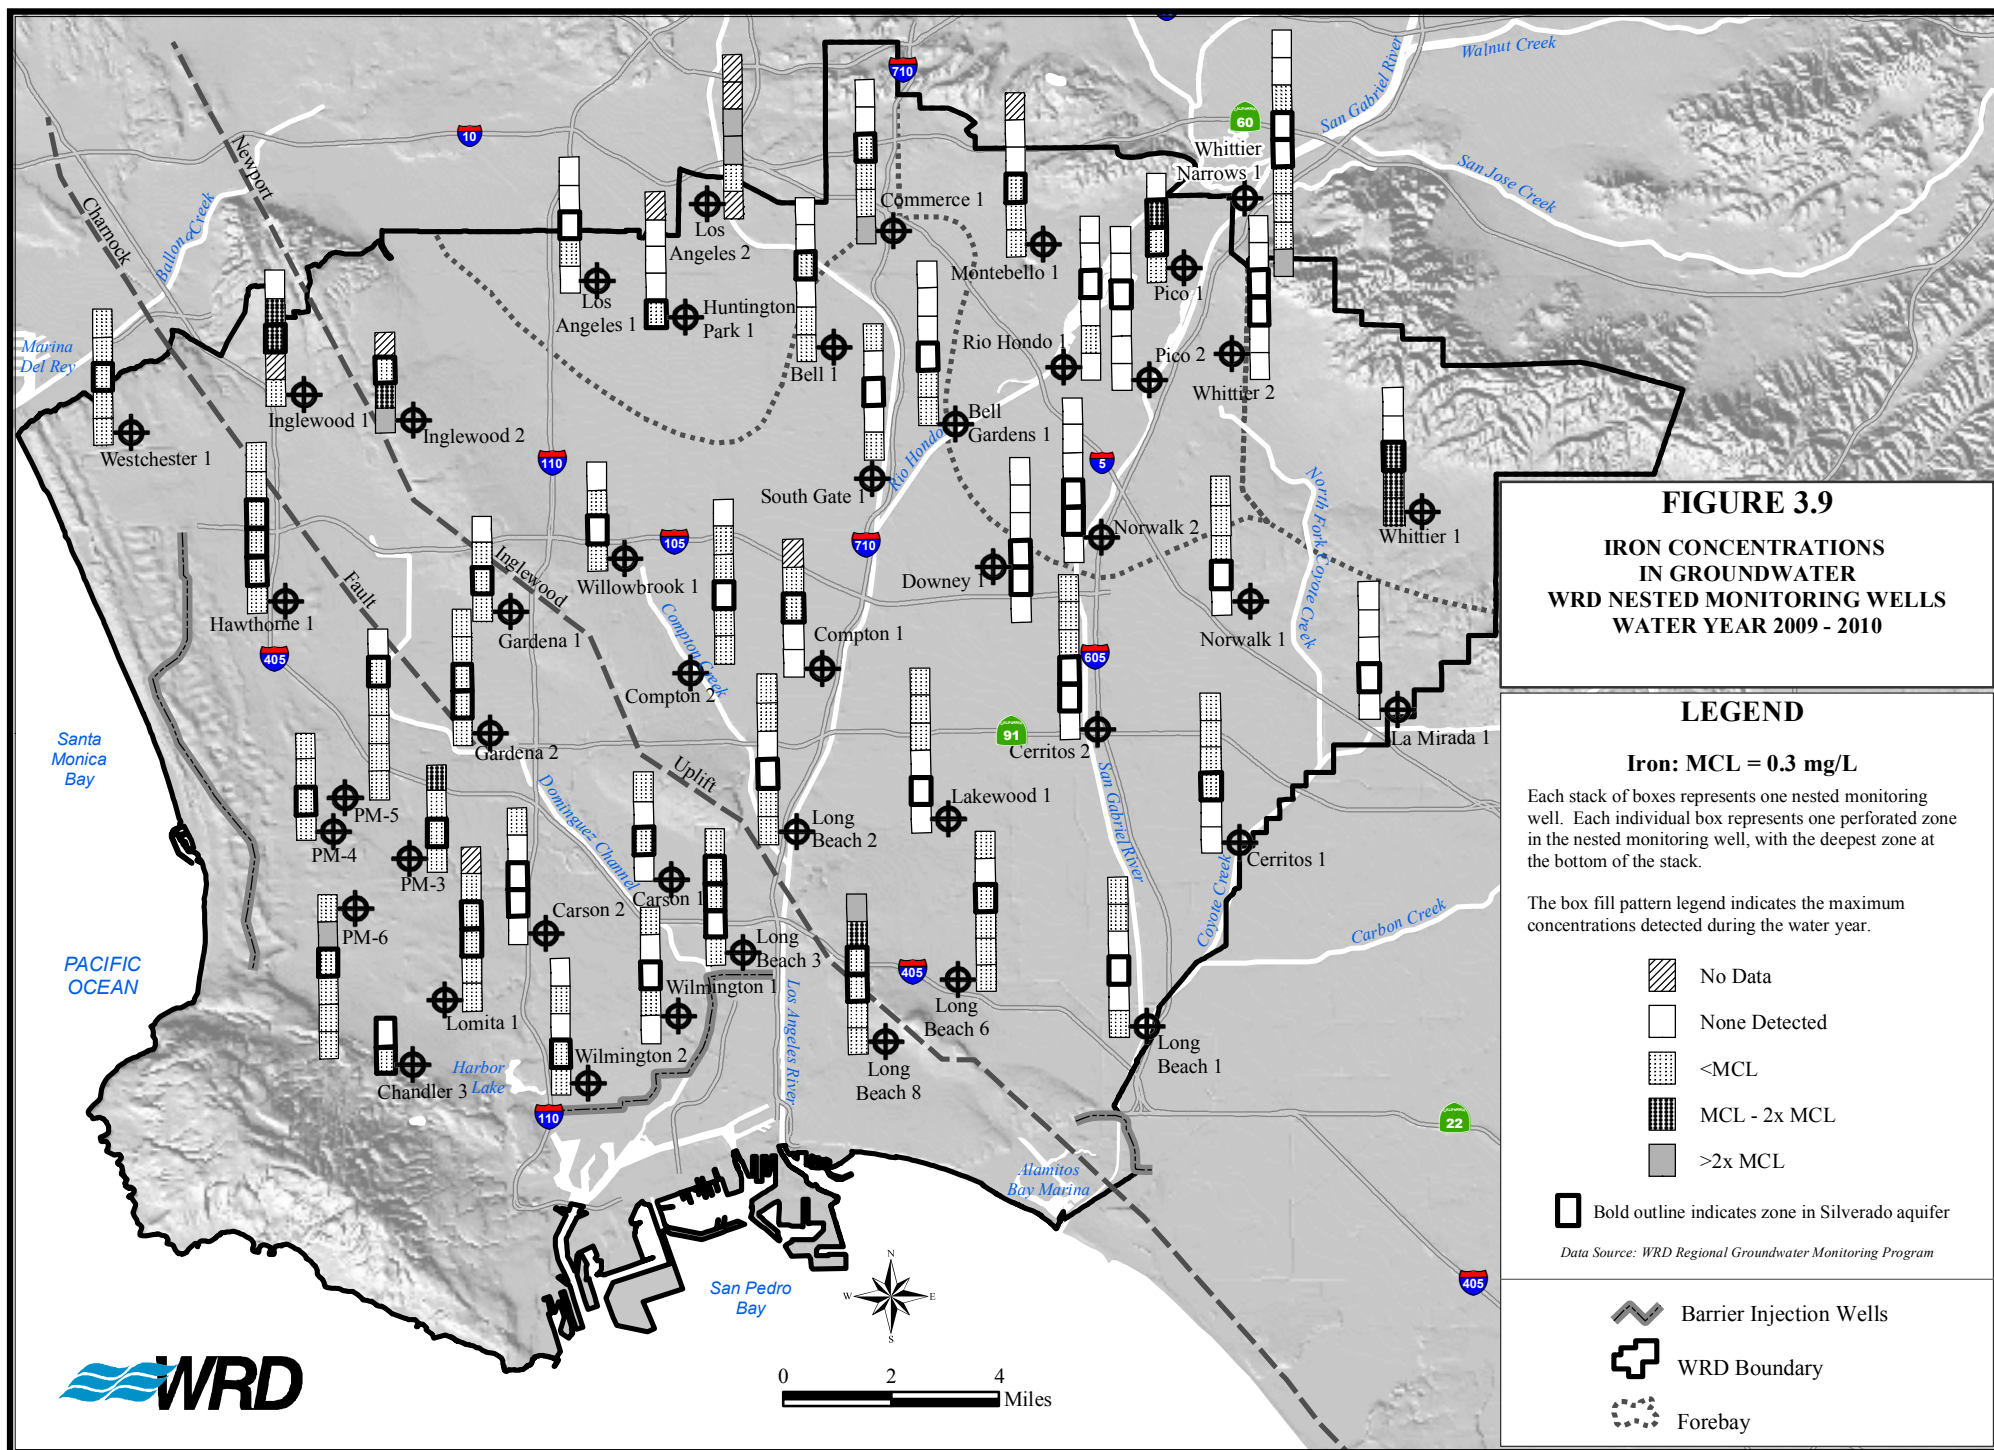 FIGURE 3.9
IRON CONCENTRATIONS
IN GROUNDWATER
WRD NESTED MONITORING WELLS
WATER YEAR 2009 - 2010
LEGEND
Iron: MCL = 0.3 mg/L
Each stack of boxes represents one nested monitoring
well. Each individual box represents one perforated zone
in the nested monitoring well, with the deepest zone at
the bottom of the stack.
The box fill pattern legend indicates the maximum
concentrations detected during the water year.
No Data
None Detected
<MCL
MCL - 2x MCL
>2x MCL
Bold outline indicates zone in Silverado aquifer
Data Source: WRD Regional Groundwater Monitoring Program
Barrier Injection Wells
WRD Boundary
Forebay
Walnut Creek
San Gabriel River
San Jose Creek
710
10
CALIFORNIA
60
Whittier
Narrows 1
Newport
Charnock
Ballona Creek
Los
Angeles 2
Commerce 1
Montebello 1
Pico 1
Los
Angeles 1
Huntington
Park 1
Bell 1
Rio Hondo 1
Pico 2
Whittier 2
Marina
Del Rey
Inglewood 1
Inglewood 2
Westchester 1
Bell
Gardens 1
Rio Hondo
110
5
South Gate 1
North Fork Coyote Creek
Whittier 1
105
710
Norwalk 2
Inglewood
Willowbrook 1
Downey 1
Fault
Hawthorne 1
Gardena 1
Compton Creek
Compton 1
Norwalk 1
405
605
Compton 2
Gardena 2
CALIFORNIA
91
Cerritos 2
La Mirada 1
Santa
Monica
Bay
Uplift
Dominguez Channel
San Gabriel River
Lakewood 1
PM-5
PM-4
PM-3
Long
Beach 2
Cerritos 1
Carson 1
Carson 2
PM-6
Coyote Creek
Carbon Creek
PACIFIC
OCEAN
Long
Beach 3
405
Wilmington 1
Los Angeles River
Long
Beach 6
Lomita 1
Long
Beach 1
Wilmington 2
Long
Beach 8
Harbor
Lake
Chandler 3
110
CALIFORNIA
22
Alamitos
Bay Marina
405
San Pedro
Bay
N
W
E
S
WRD
0 2 4
Miles